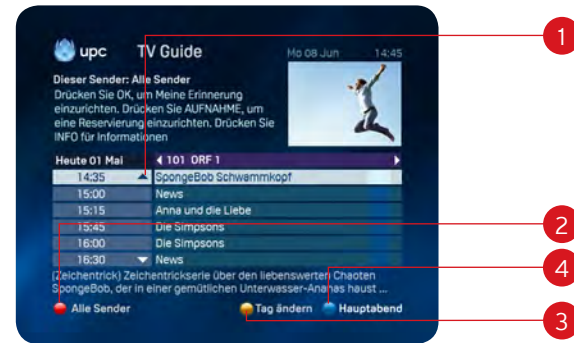 upc TV Guide Mo 08 Jun 14:45
Dieser Sender: Alle Sender
Drücken Sie OK, um Meine Erinnerung
einzurichten. Drücken Sie AUFNAHME, um
eine Reservierung einzurichten. Drücken Sie
INFO für Informationen
Heute 01 Mai 101 ORF 1
14:35 SpongeBob Schwammkopf
15:00 News
15:15 Anna und die Liebe
15:45 Die Simpsons
16:00 Die Simpsons
16:30 News
(Zeichentrick) Zeichentrickserie über den liebenswerten Chaoten
SpongeBob, der in einer gemütlichen Unterwasser-Ananas haust ...
Alle Sender Tag ändern Hauptabend
1
2
4
3